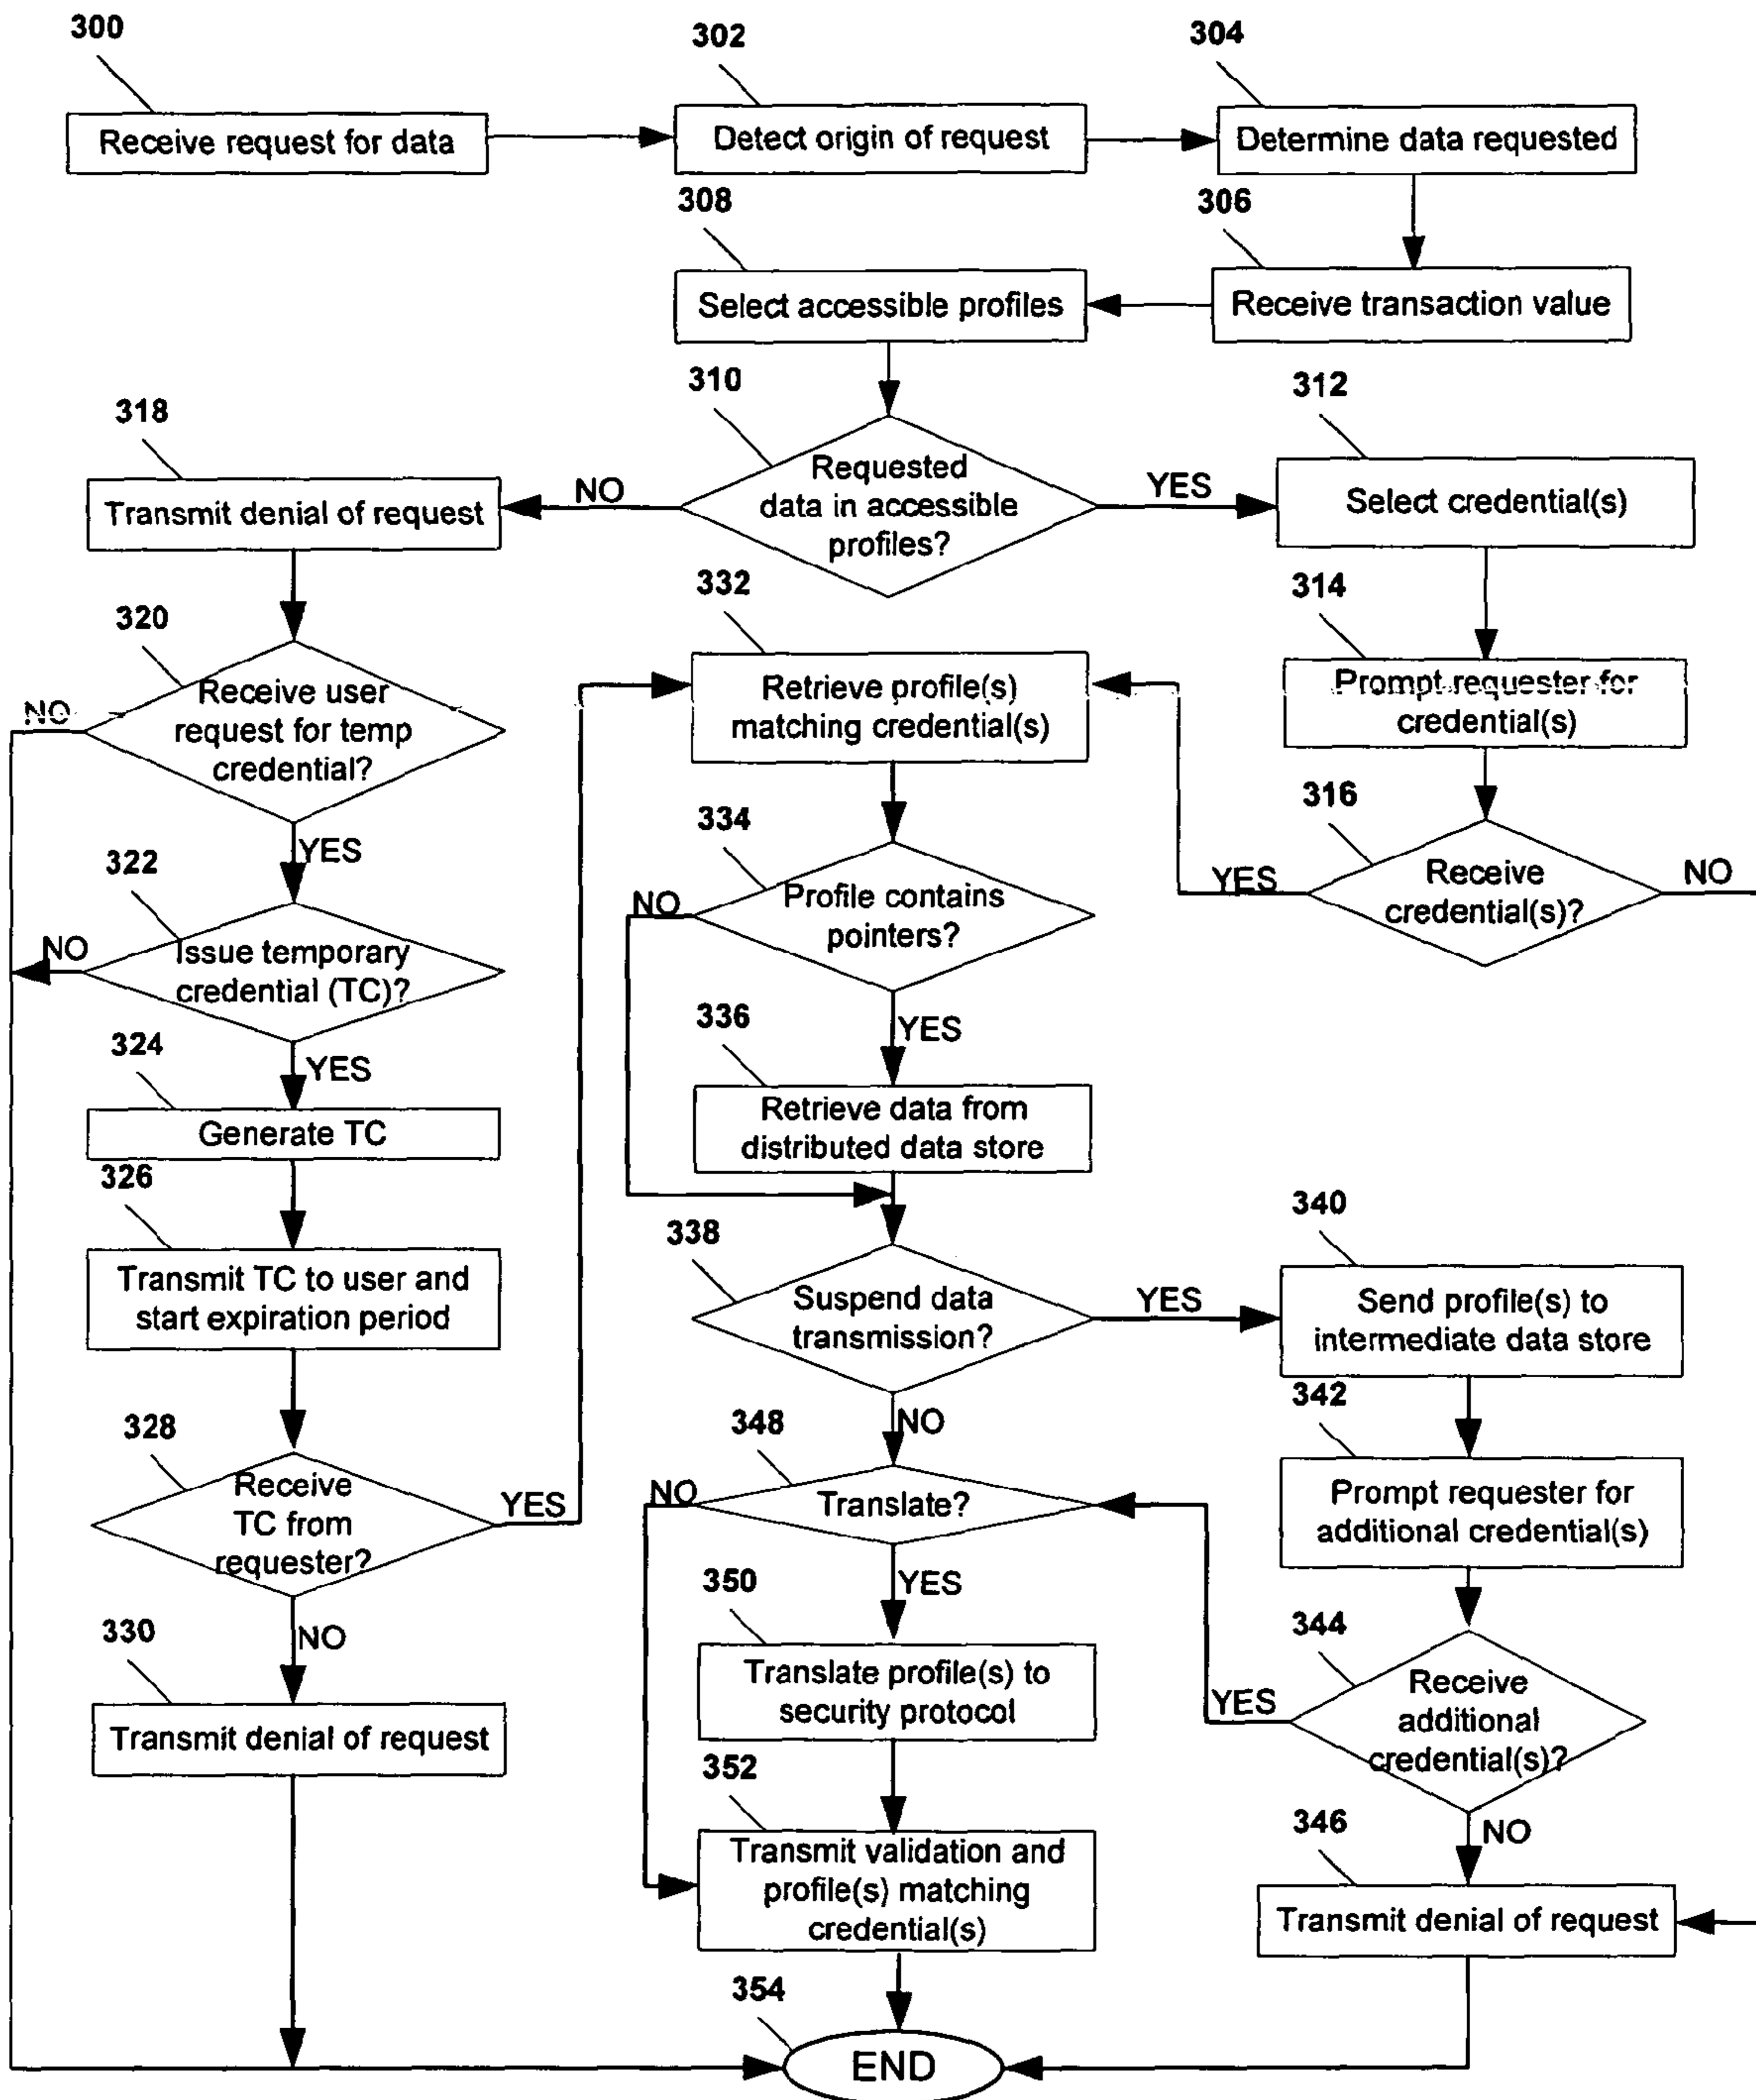 300
302
304
Receive request for data
Detect origin of request
Determine data requested
308
306
Select accessible profiles
Receive transaction value
310
312
318
Requested
data in accessible
profiles?
NO
YES
Transmit denial of request
Select credential(s)
332
314
320
Receive user
request for temp
credential?
NO
YES
Retrieve profile(s)
matching credential(s)
Prompt requester for
credential(s)
316
334
322
Receive
credential(s)?
YES
NO
Profile contains
pointers?
NO
YES
Issue temporary
credential (TC)?
NO
YES
336
324
Generate TC
Retrieve data from
distributed data store
326
Transmit TC to user and
start expiration period
338
340
Suspend data
transmission?
YES
NO
Send profile(s) to
intermediate data store
342
348
328
Receive
TC from
requester?
YES
NO
Translate?
NO
YES
Prompt requester for
additional credential(s)
350
344
330
Translate profile(s) to
security protocol
Receive
additional
credential(s)?
YES
NO
Transmit denial of request
352
346
Transmit validation and
profile(s) matching
credential(s)
Transmit denial of request
354
END